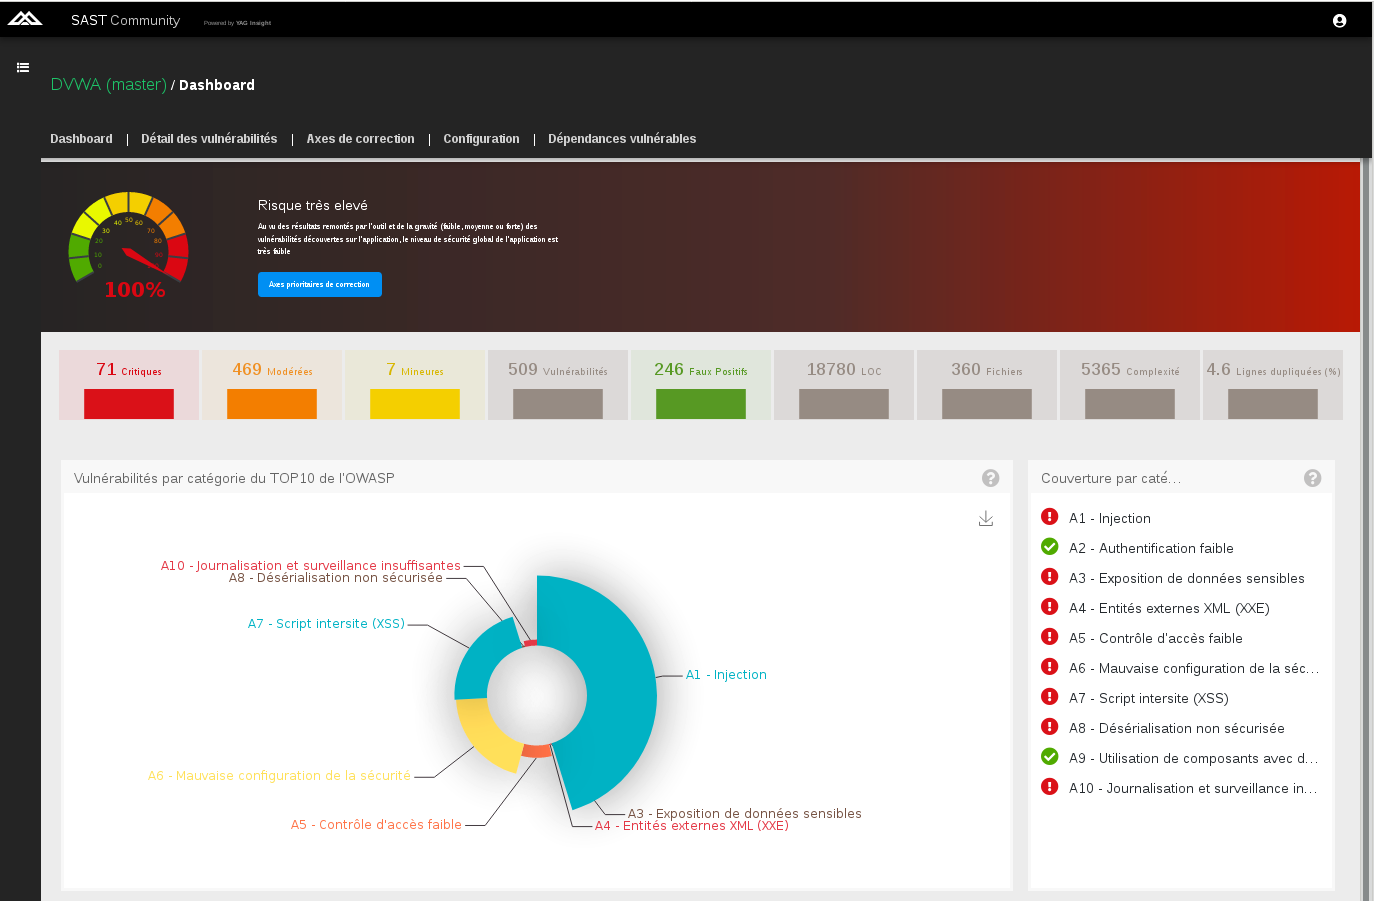 SAST Community Powered by YAG Insight
DVWA (master) / Dashboard
Dashboard | Détail des vulnérabilités | Axes de correction | Configuration | Dépendances vulnérables
Risque très elevé
Au vu des résultats remontés par l'outil et de la gravité (faible, moyenne ou forte) des
vulnérabilités découvertes sur l'application, le niveau de sécurité global de l'application est
très faible
Axes prioritaires de correction
0
10
20
30
40
50
60
70
80
90
100%
71 Critiques
469 Modérées
7 Mineures
509 Vulnérabilités
246 Faux Positifs
18780 LOC
360 Fichiers
5365 Complexité
4.6 Lignes dupliquées (%)
Vulnérabilités par catégorie du TOP10 de l'OWASP
A10 - Journalisation et surveillance insuffisantes
A8 - Désérialisation non sécurisée
A7 - Script intersite (XSS)
A1 - Injection
A6 - Mauvaise configuration de la sécurité
A3 - Exposition de données sensibles
A5 - Contrôle d'accès faible
A4 - Entités externes XML (XXE)
Couverture par caté...
A1 - Injection
A2 - Authentification faible
A3 - Exposition de données sensibles
A4 - Entités externes XML (XXE)
A5 - Contrôle d'accès faible
A6 - Mauvaise configuration de la séc...
A7 - Script intersite (XSS)
A8 - Désérialisation non sécurisée
A9 - Utilisation de composants avec d...
A10 - Journalisation et surveillance in...